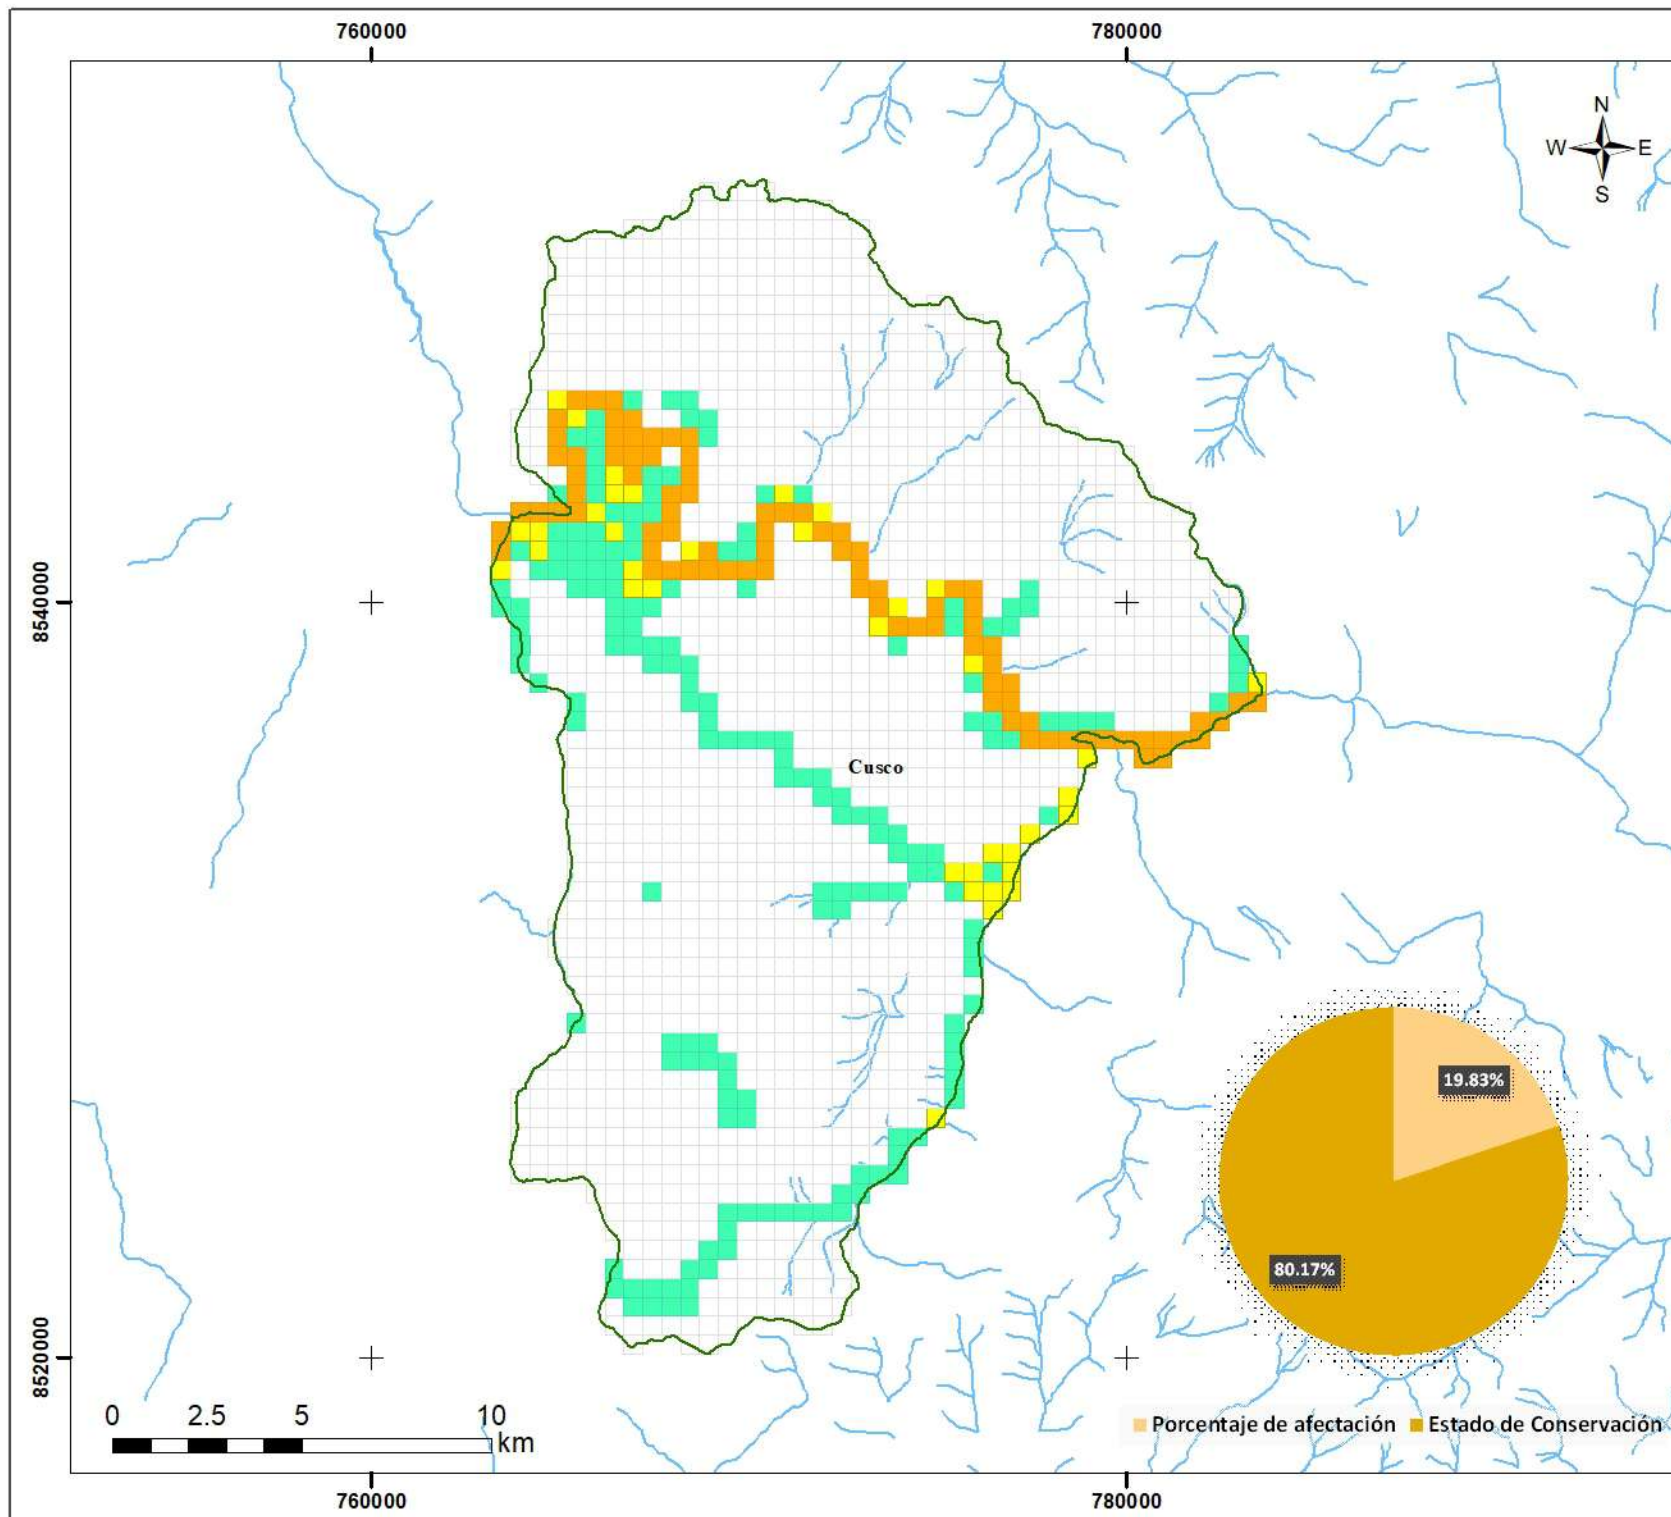 760000 780000
N
W E
S
8540000
Cusco
19.83%
80.17%
8520000
0 2.5 5 10
km
Porcentaje de afectación Estado de Conservación
760000 780000